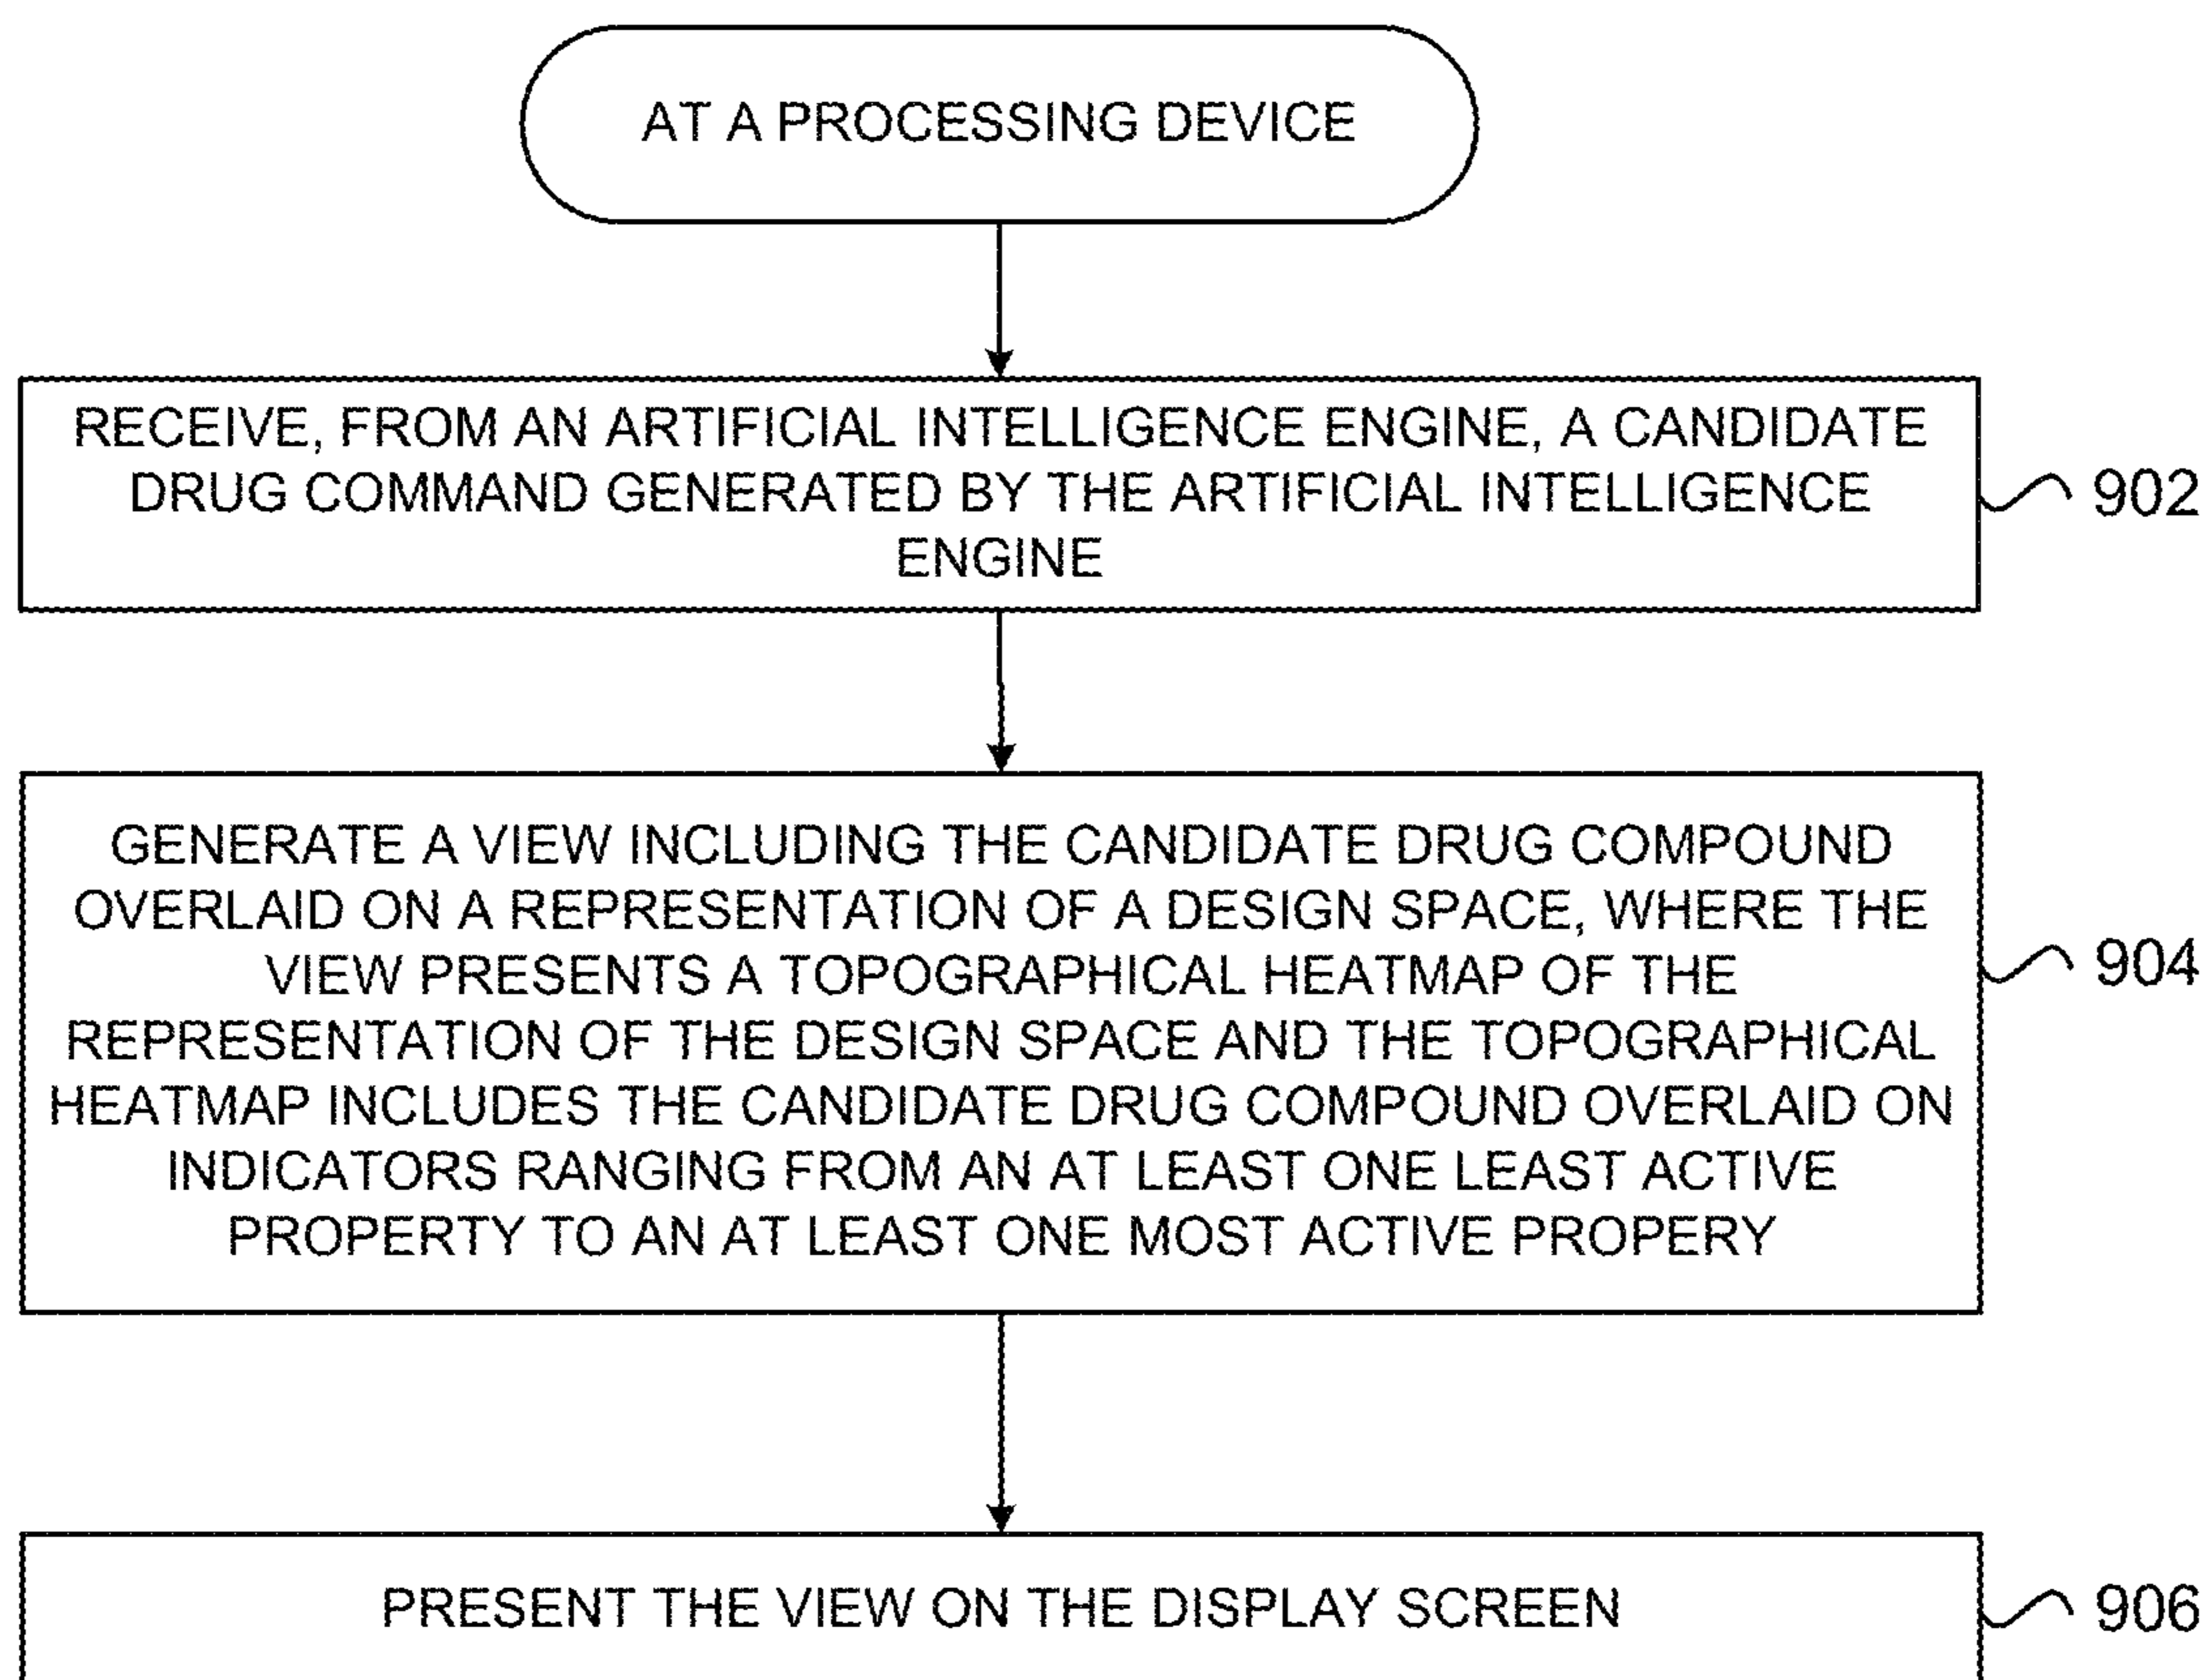 AT A PROCESSING DEVICE
RECEIVE, FROM AN ARTIFICIAL INTELLIGENCE ENGINE, A CANDIDATE
DRUG COMMAND GENERATED BY THE ARTIFICIAL INTELLIGENCE
ENGINE
902
GENERATE A VIEW INCLUDING THE CANDIDATE DRUG COMPOUND
OVERLAID ON A REPRESENTATION OF A DESIGN SPACE, WHERE THE
VIEW PRESENTS A TOPOGRAPHICAL HEATMAP OF THE
REPRESENTATION OF THE DESIGN SPACE AND THE TOPOGRAPHICAL
HEATMAP INCLUDES THE CANDIDATE DRUG COMPOUND OVERLAID ON
INDICATORS RANGING FROM AN AT LEAST ONE LEAST ACTIVE
PROPERTY TO AN AT LEAST ONE MOST ACTIVE PROPERY
904
PRESENT THE VIEW ON THE DISPLAY SCREEN
906